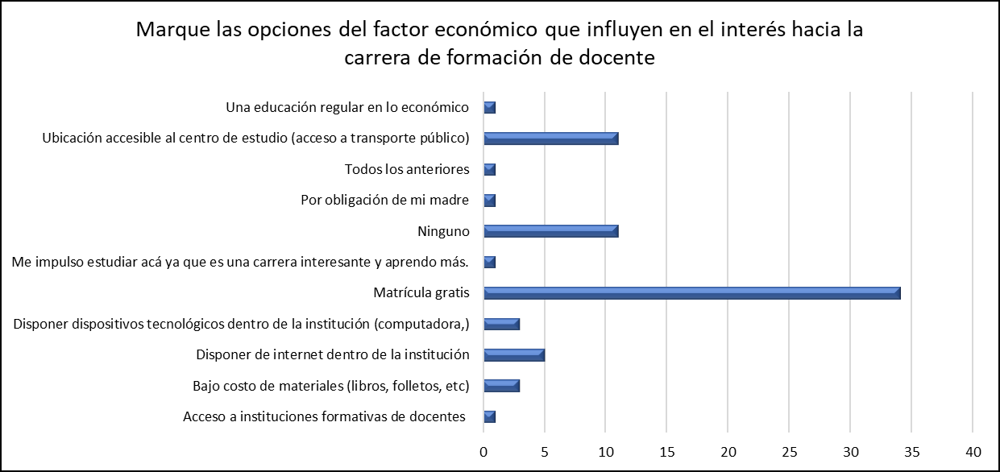 Marque las opciones del factor económico que influyen en el interés hacia la
carrera de formación de docente
Una educación regular en lo económico
Ubicación accesible al centro de estudio (acceso a transporte público)
Todos los anteriores
Por obligación de mi madre
Ninguno
Me impulso estudiar acá ya que es una carrera interesante y aprendo más.
Matrícula gratis
Disponer dispositivos tecnológicos dentro de la institución (computadora,)
Disponer de internet dentro de la institución
Bajo costo de materiales (libros, folletos, etc)
Acceso a instituciones formativas de docentes
0 5 10 15 20 25 30 35 40